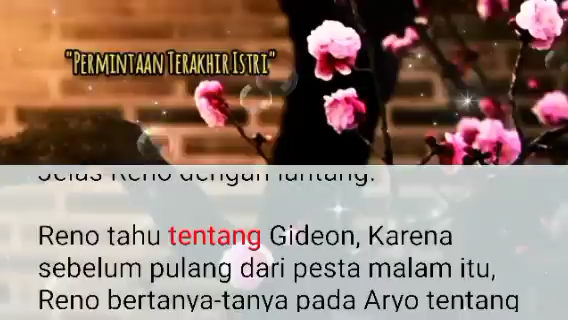 "Permintaan Terakhir Istri"
Jelas Reno dengan lantang.
Reno tahu tentang Gideon, Karena
sebelum pulang dari pesta malam itu,
Reno bertanya-tanya pada Aryo tentang